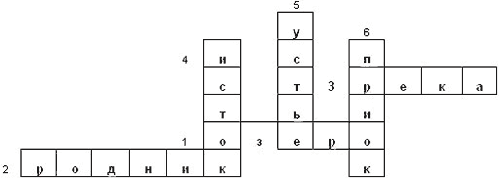 5
у 6
4 и с п
с т 3 р е к а
т ь и
1 о з е р о
2 р о д н и к к